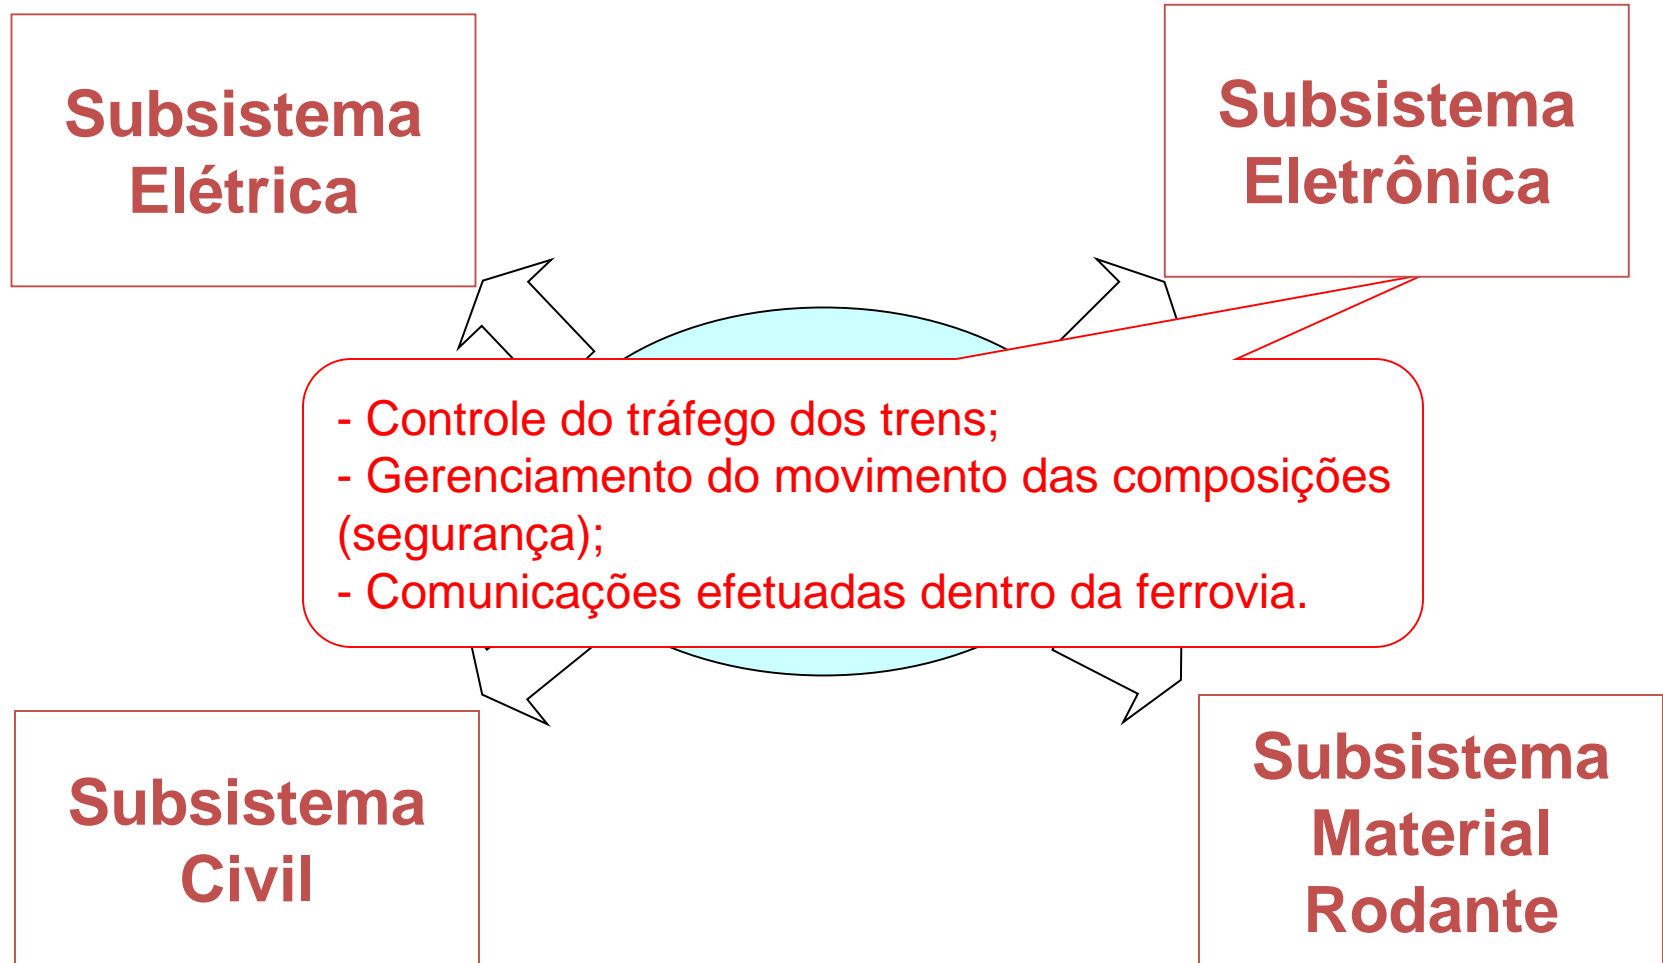 Subsistema
Elétrica
Subsistema
Eletrônica
- Controle do tráfego dos trens;
- Gerenciamento do movimento das composições
(segurança);
- Comunicações efetuadas dentro da ferrovia.
Subsistema
Civil
Subsistema
Material
Rodante